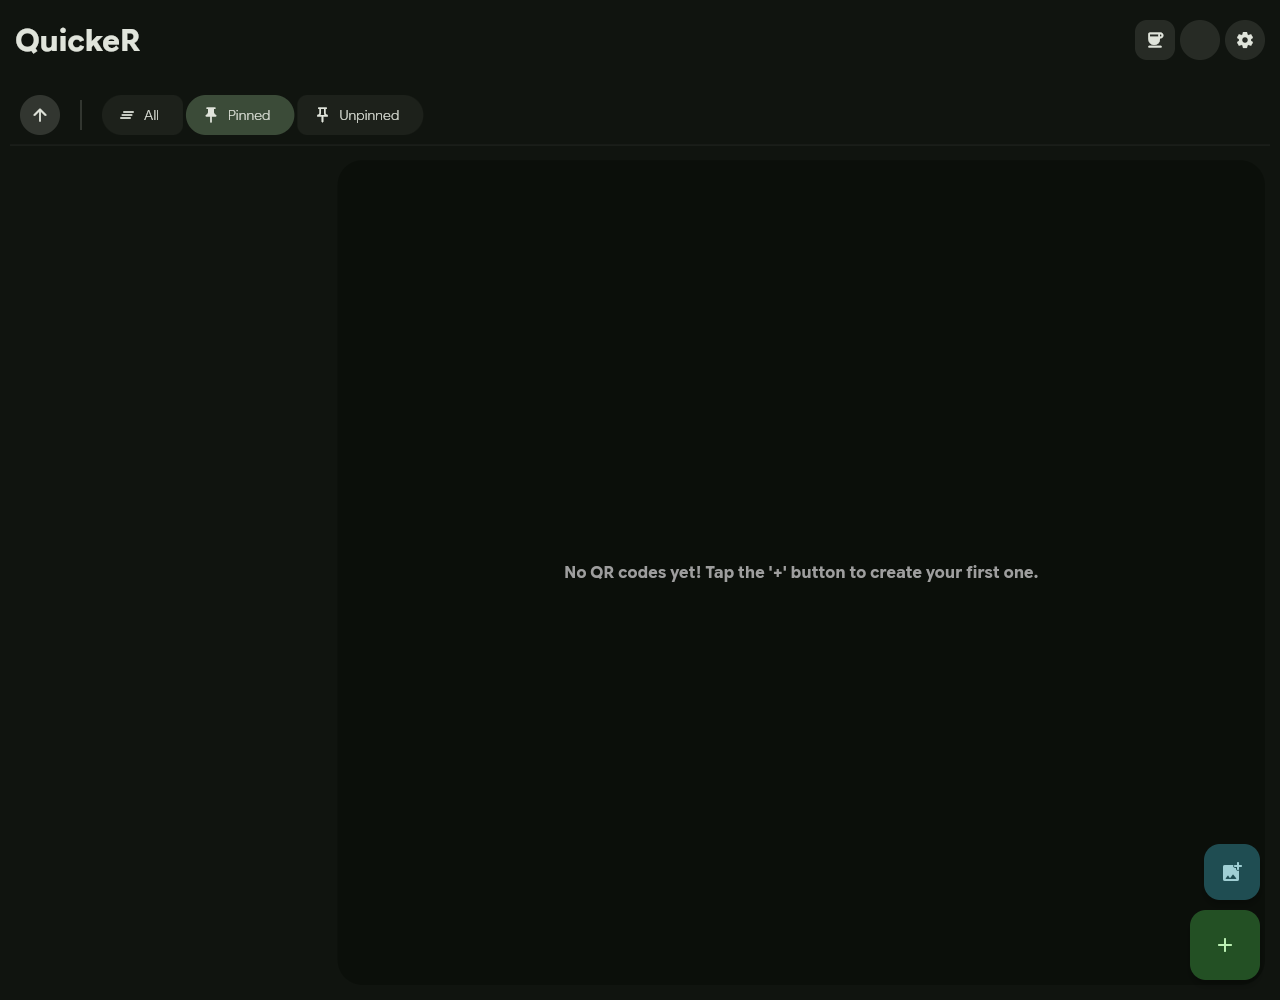 QuickeR
All
Pinned
Unpinned
No QR codes yet! Tap the '+' button to create your first one.